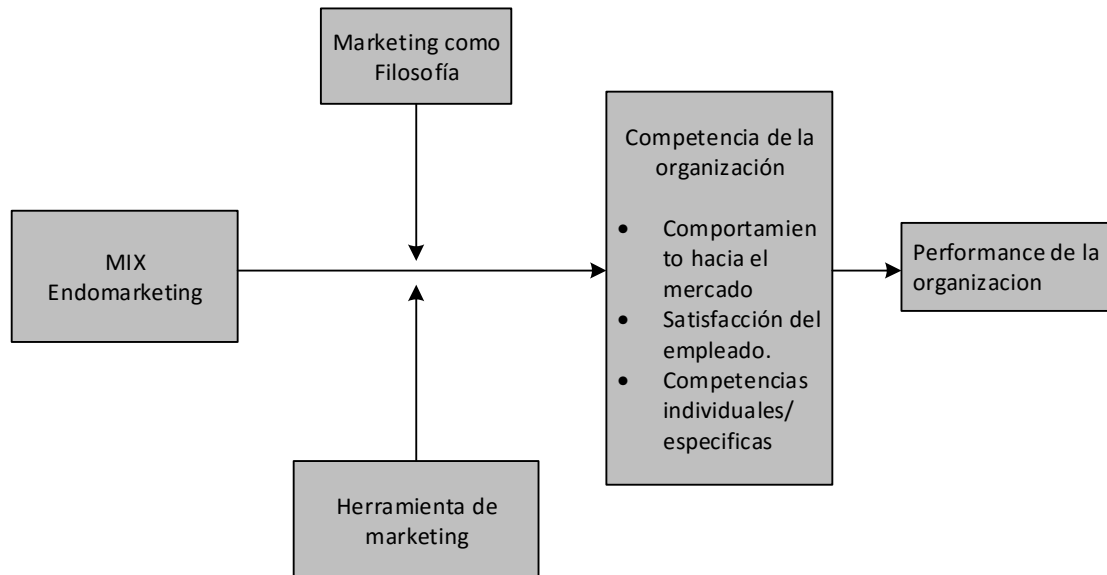 Marketing como
Filosofía
MIX
Endomarketing
Herramienta de
marketing
Competencia de la
organización
• Comportamien
to hacia el
mercado
• Satisfacción del
empleado.
• Competencias
individuales/
especificas
Performance de la
organizacion